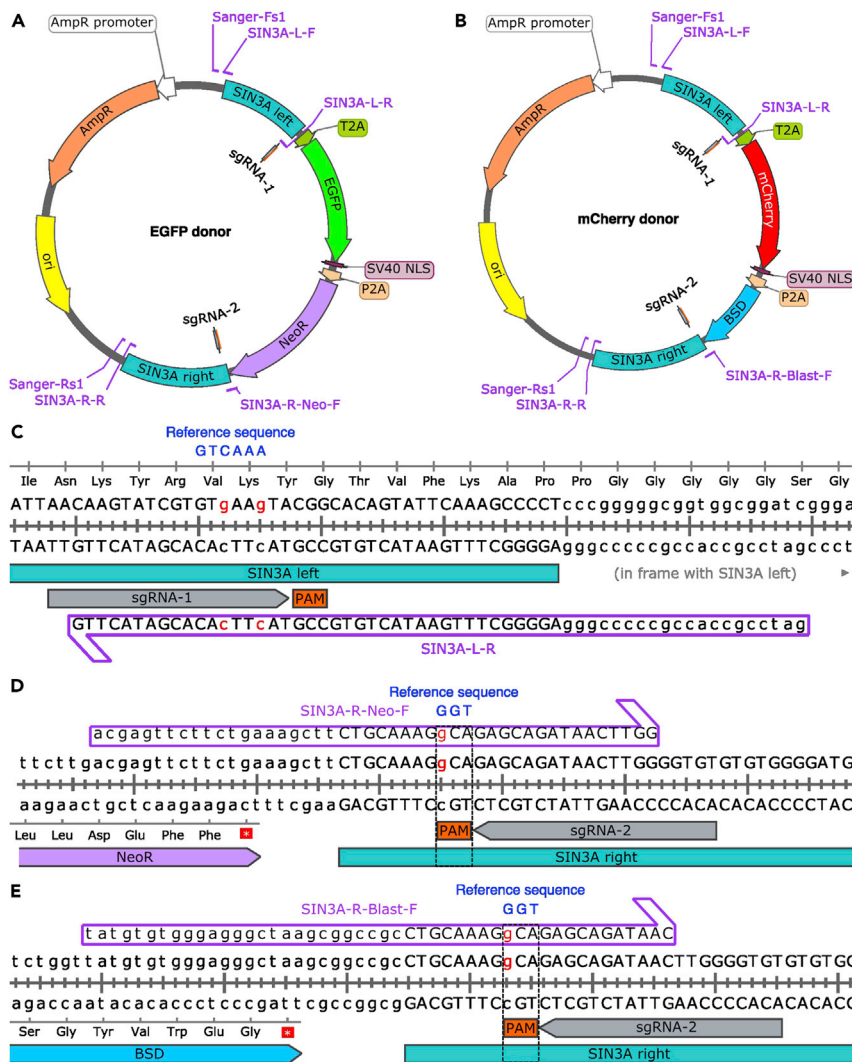 A
B
AmpR promoter
Sanger-Fs1
SIN3A-L-F
SIN3A left
SIN3A-L-R
T2A
AmpR
sgRNA-1
EGFP
EGFP donor
ori
SV40 NLS
P2A
sgRNA-2
NeoR
Sanger-Rs1
SIN3A-R-R
SIN3A right
SIN3A-R-Neo-F
AmpR promoter
Sanger-Fs1
SIN3A-L-F
SIN3A left
SIN3A-L-R
T2A
AmpR
sgRNA-1
mCherry
mCherry donor
ori
SV40 NLS
P2A
sgRNA-2
BSD
Sanger-Rs1
SIN3A-R-R
SIN3A right
SIN3A-R-Blast-F
C
Reference sequence
GTCAAA
Ile Asn Lys Tyr Arg Val Lys Tyr Gly Thr Val Phe Lys Ala Pro Pro Gly Gly Gly Gly Ser Gly
ATTAACAAGTATCGTGTgAAgTACGGCACAGTATTCAAAGCCCCTcccgggggcggtggcggatcggga
TAATTGTTCATAGCACAcTTcATGCCGTGTCATAAGTTTCGGGGAgggcccccgccaccgcctagccct
SIN3A left
(in frame with SIN3A left)
sgRNA-1
PAM
GTTCATAGCACAcTTcATGCCGTGTCATAAGTTTCGGGGAgggcccccgccaccgcctag
SIN3A-L-R
D
Reference sequence
SIN3A-R-Neo-F
GGT
acgagttcttctgaaagcttCTGCAAAGgCAGAGCAGATAACTTGG
ttcttgacgagttcttctgaaagcttCTGCAAAGgCAGAGCAGATAACTTGGGGTGTGTGTGGGGATG
aagaactgctcaagaagactttcgaaGACGTTTCcGTCTCGTCTATTGAACCCCACACACACCCCTAC
Leu Leu Asp Glu Phe Phe *
PAM
sgRNA-2
NeoR
SIN3A right
E
Reference sequence
SIN3A-R-Blast-F
GGT
tatgtgtgggagggctaagcggccgcCTGCAAAGgCAGAGCAGATAAC
tctggttatgtgtgggagggctaagcggccgcCTGCAAAGgCAGAGCAGATAACTTGGGGTGTGTGTG
agaccaatacacaccctcccgattcgccggcgGACGTTTCcGTCTCGTCTATTGAACCCCACACACAC
Ser Gly Tyr Val Trp Glu Gly *
PAM
sgRNA-2
BSD
SIN3A right